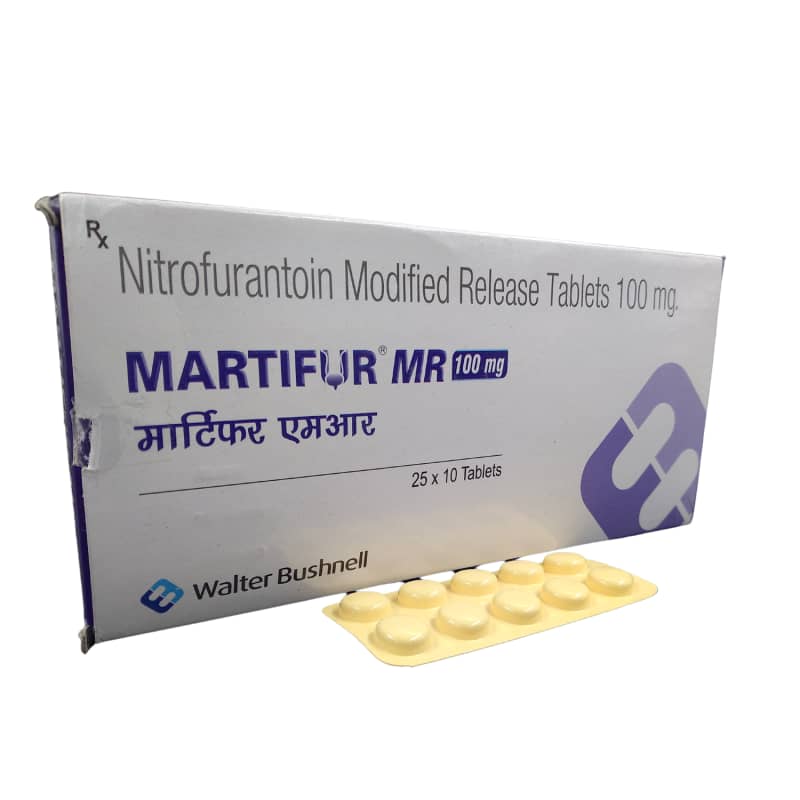 Rx
Nitrofurantoin Modified Release Tablets 100 mg.
MARTIFUR® MR 100 mg
मार्टिफर एमआर
25 x 10 Tablets
Walter Bushnell